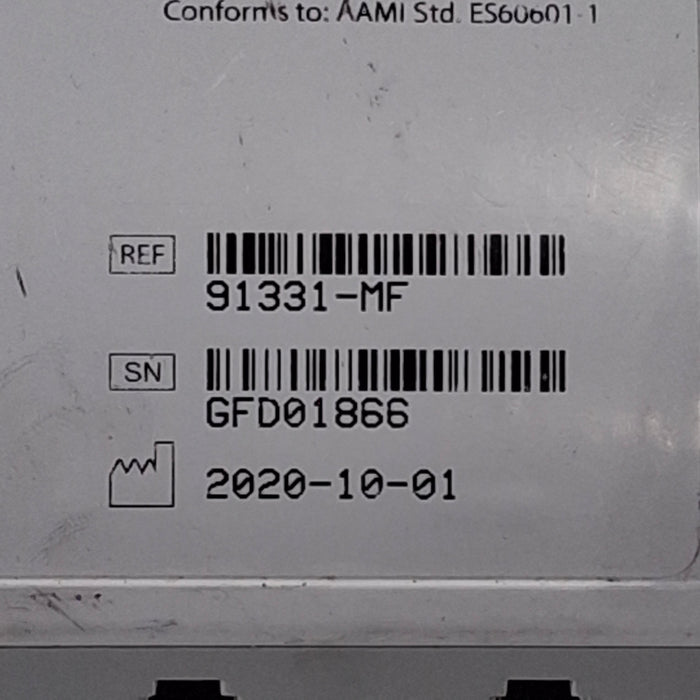 Conforms to: AAMI Std. ES60601-1
REF
91331-MF
SN
GFD01866
2020-10-01